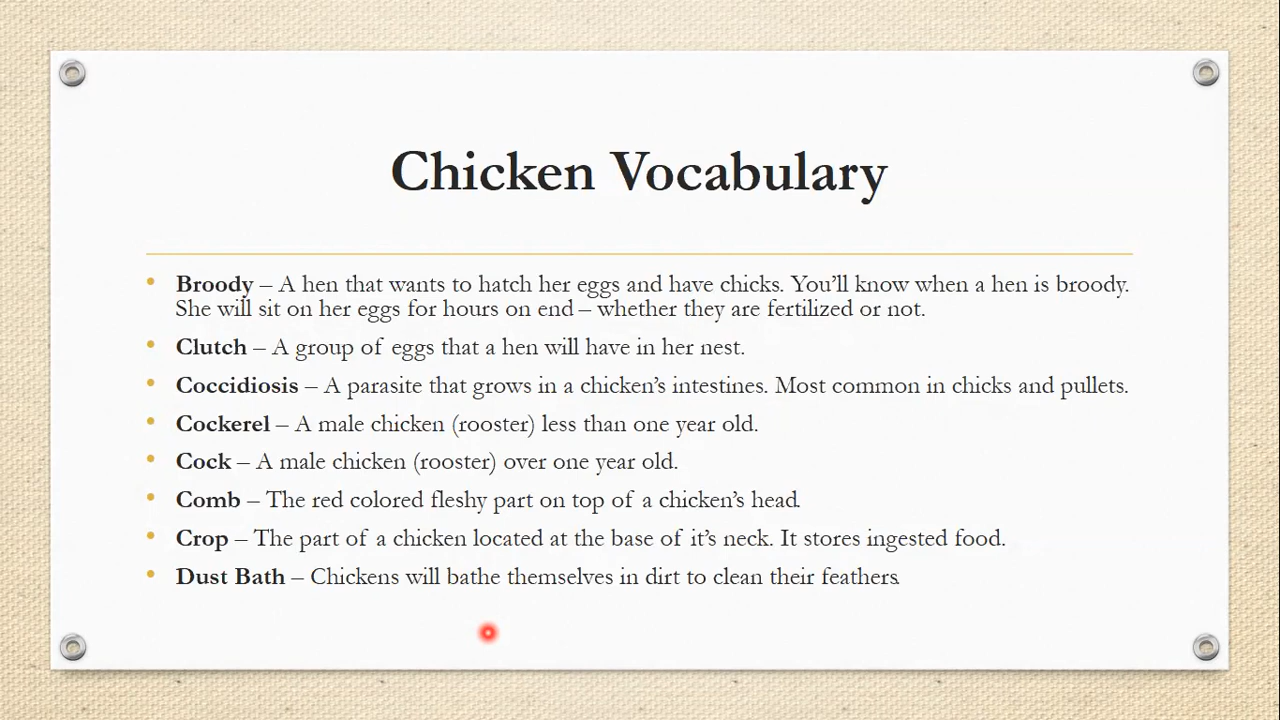 Chicken Vocabulary
• Broody – A hen that wants to hatch her eggs and have chicks. You’ll know when a hen is broody.
She will sit on her eggs for hours on end – whether they are fertilized or not.
• Clutch – A group of eggs that a hen will have in her nest.
• Coccidiosis – A parasite that grows in a chicken’s intestines. Most common in chicks and pullets.
• Cockerel – A male chicken (rooster) less than one year old.
• Cock – A male chicken (rooster) over one year old.
• Comb – The red colored fleshy part on top of a chicken’s head.
• Crop – The part of a chicken located at the base of it’s neck. It stores ingested food.
• Dust Bath – Chickens will bathe themselves in dirt to clean their feathers.